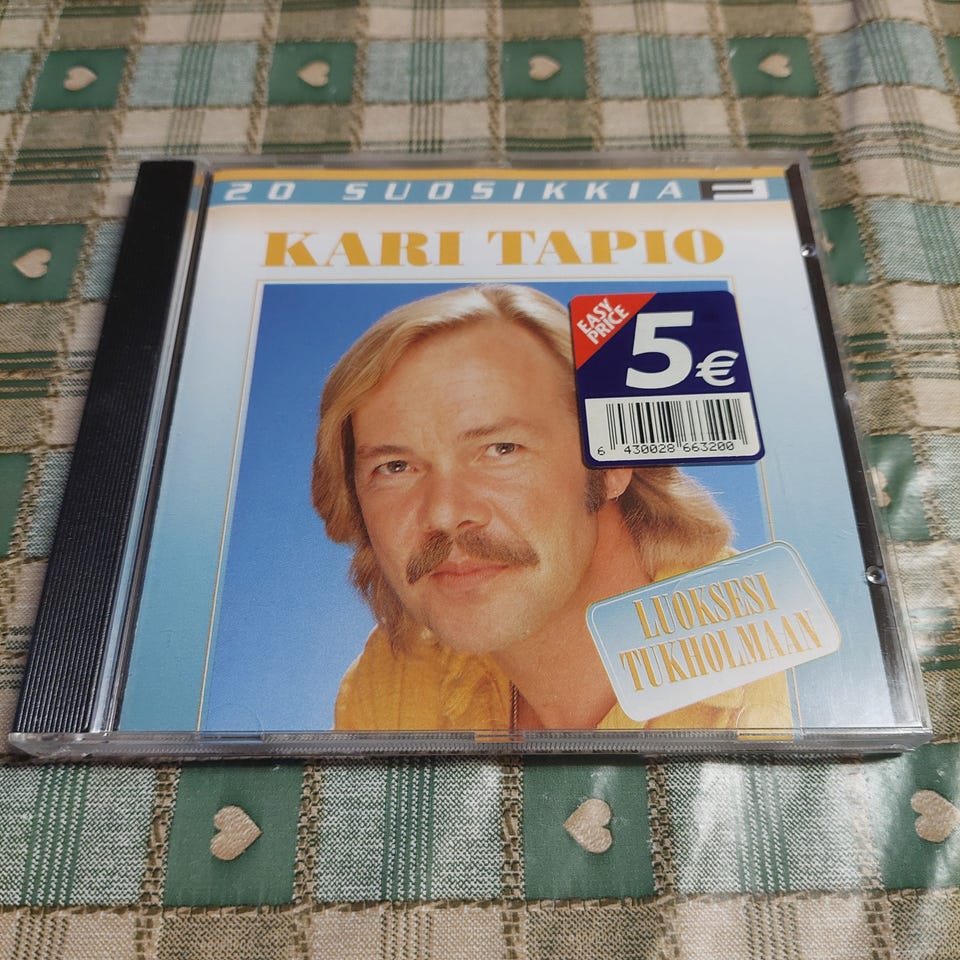 20 SUOSIKKIA
KARI TAPIO
EASY
PRICE
5€
6 430028 663200
LUOKSESI
TUKHOLMAAN